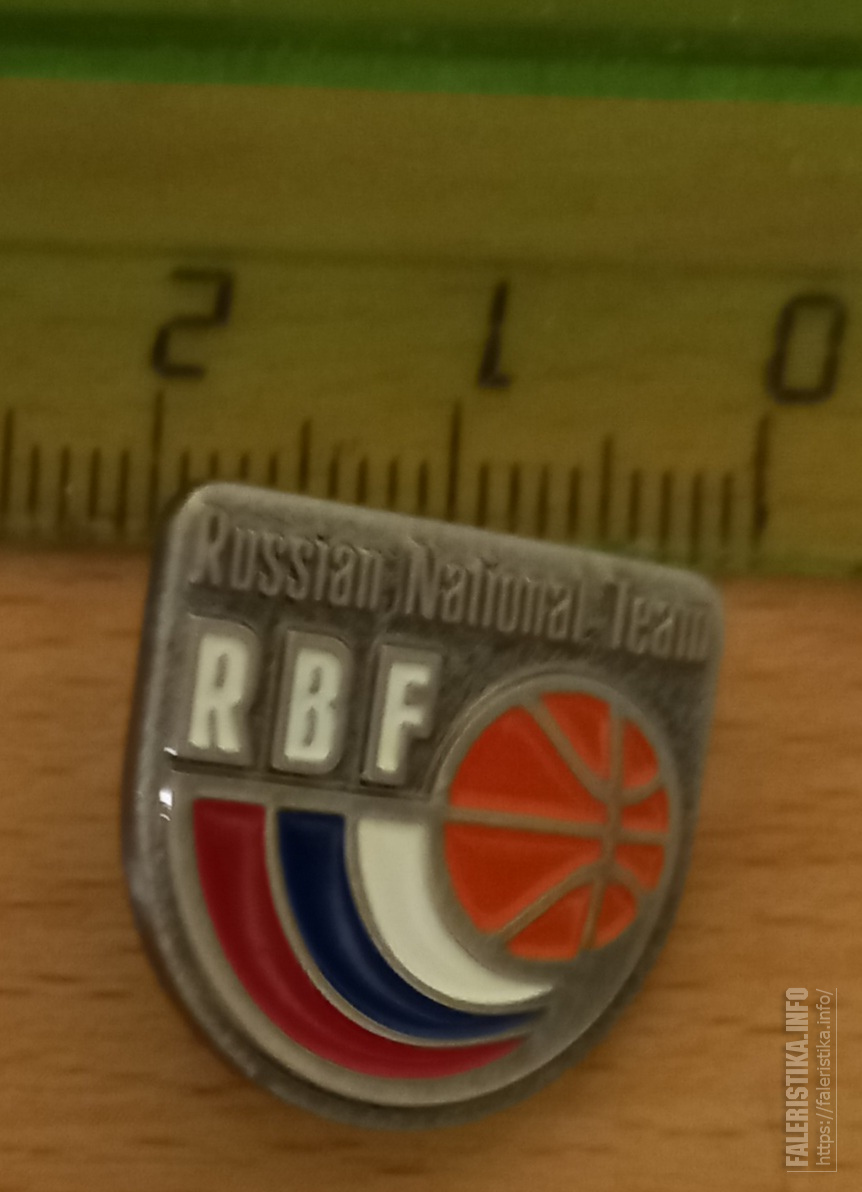 2 1 0
Russian National Team
RBF
FALERISTIKA.INFO
https://faleristika.info/